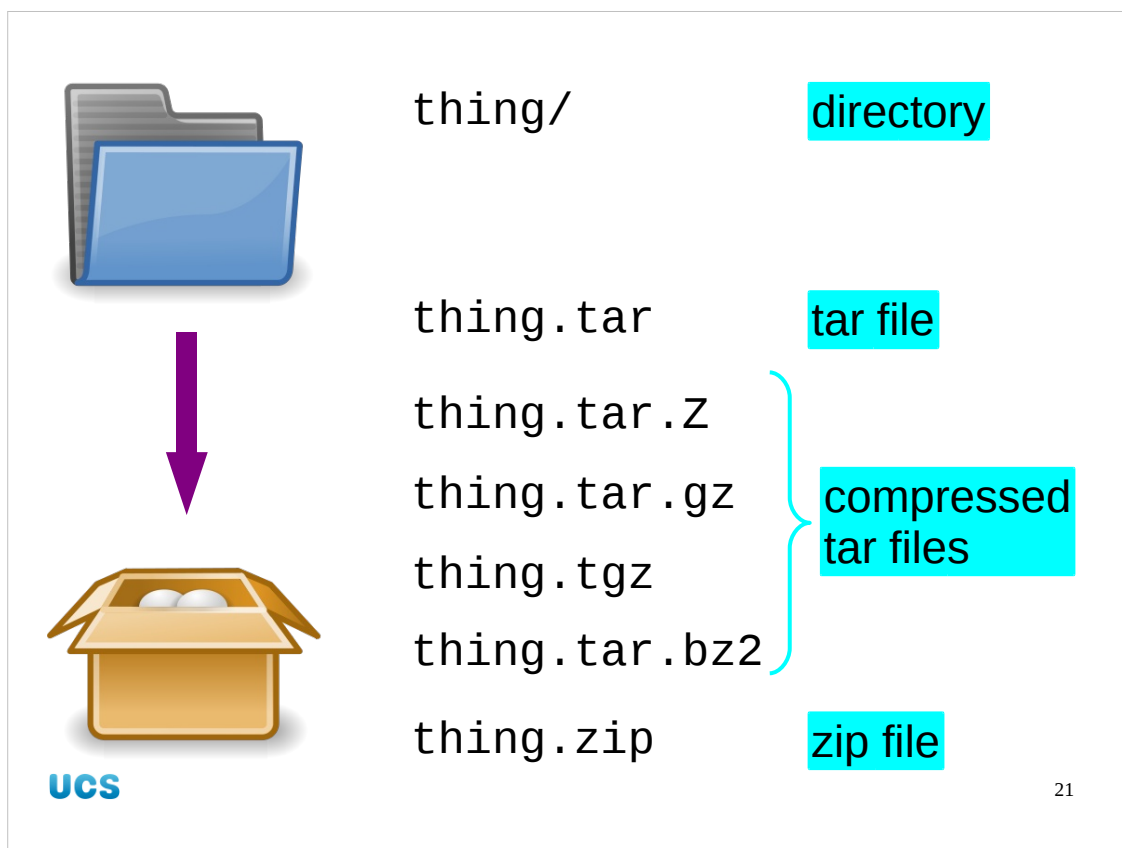 thing/ directory
thing.tar tar file
thing.tar.Z
thing.tar.gz
compressed
tar files
thing.tgz
thing.tar.bz2
thing.zip zip file
UCS
21